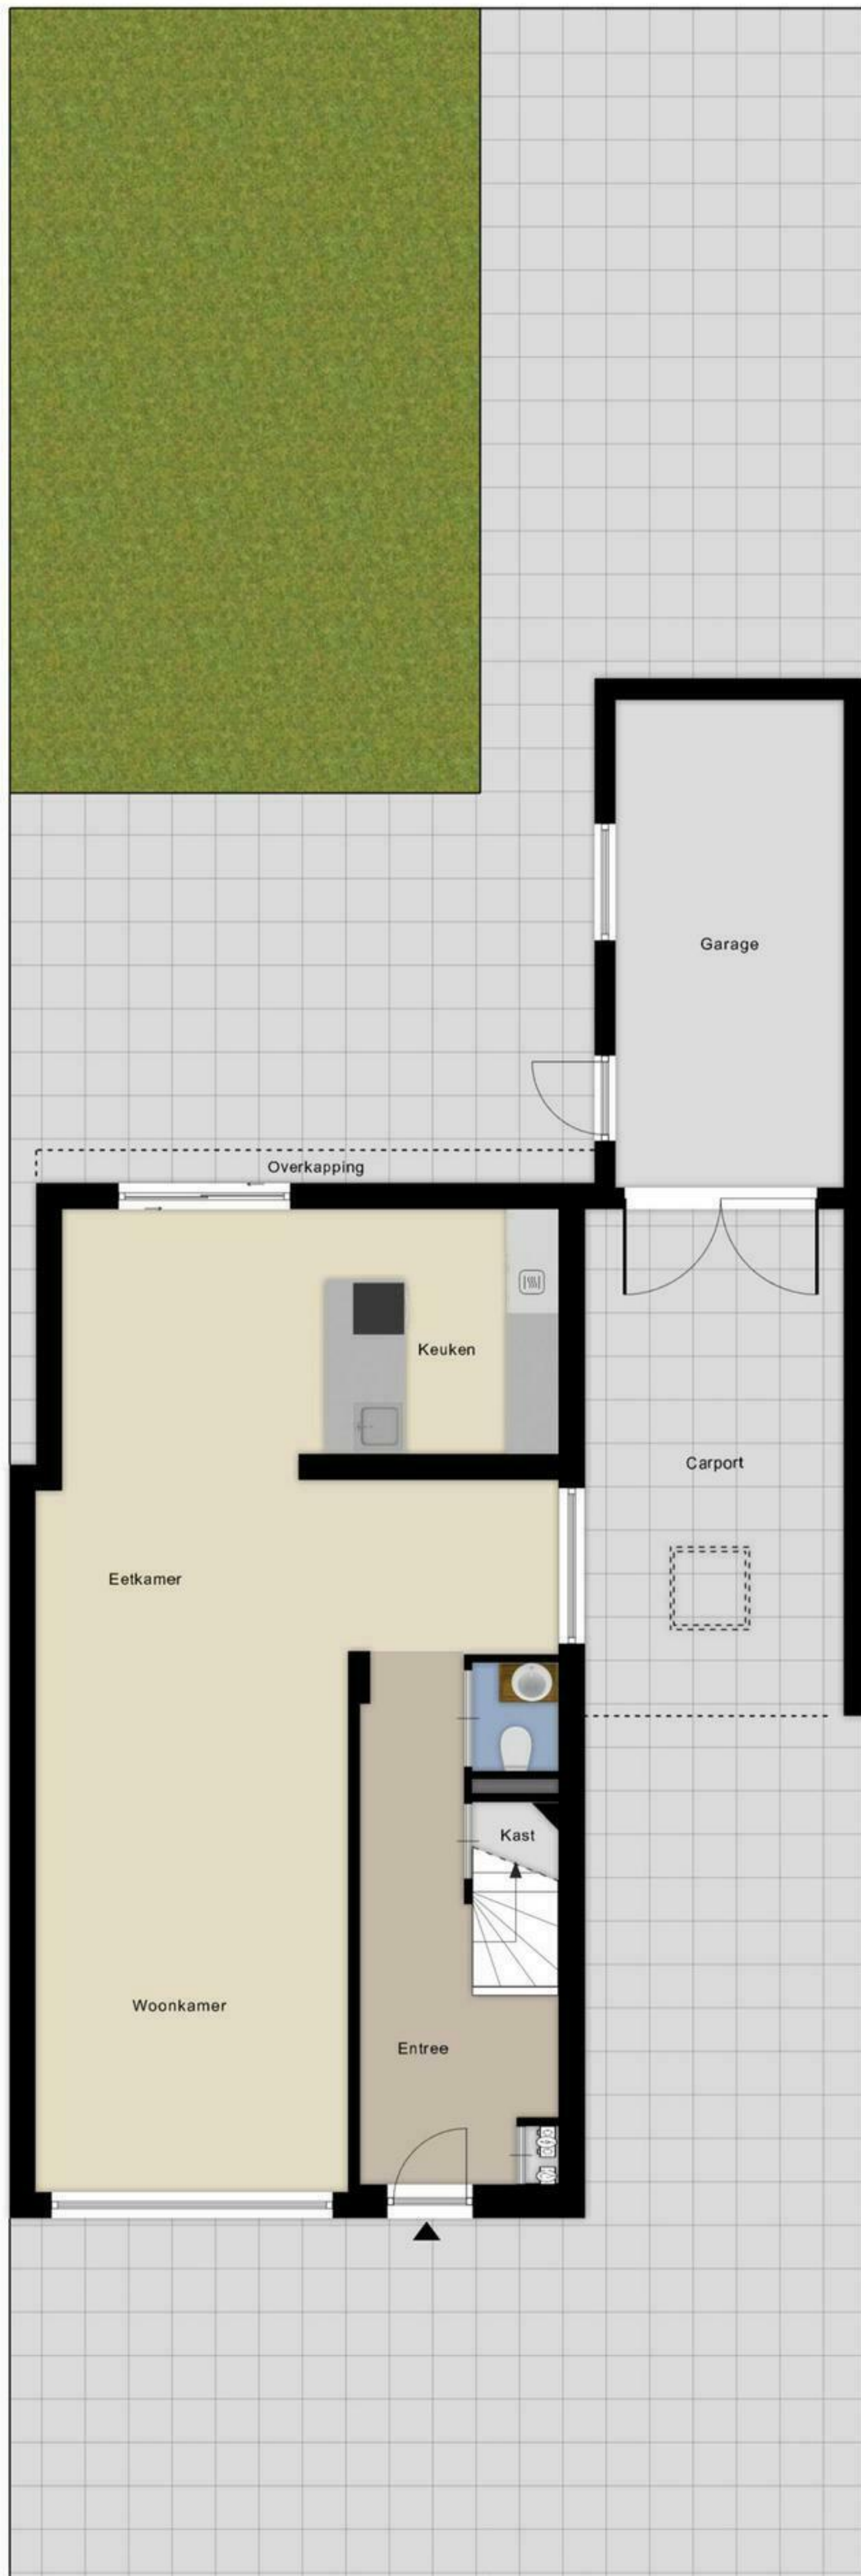 Garage
Overkapping
Keuken
Carport
Eetkamer
Kast
Woonkamer
Entree